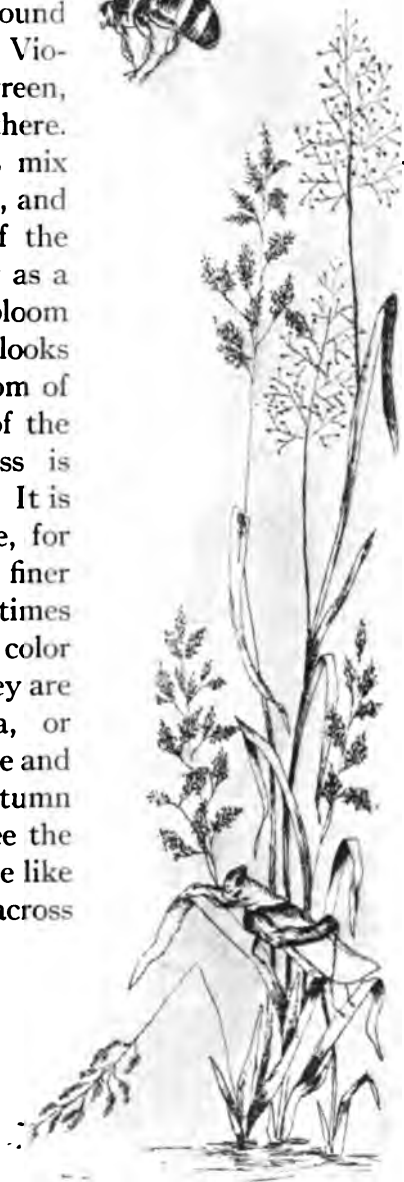 ound
Vio-
reen,
here.
mix
, and
f the
as a
loom
looks
om of
of the
ss is
It is
e, for
finer
times
color
ey are
a, or
e and
tumn
ee the
e like
across